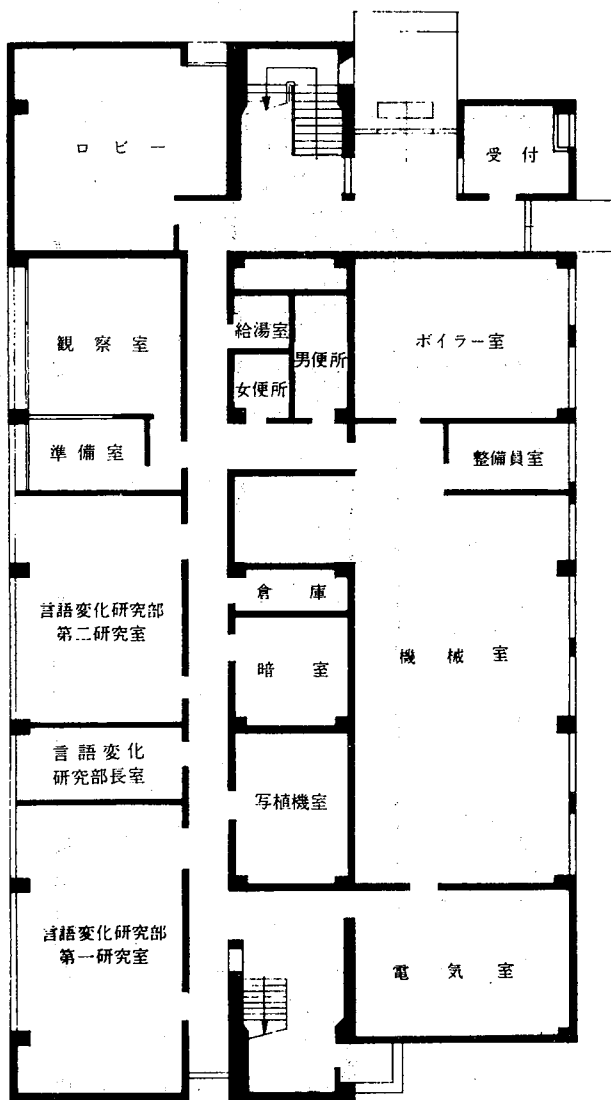 ロビー
受付
観察室
給湯室
男便所
ボイラー室
女便所
準備室
整備員室
倉庫
言語変化研究部
第二研究室
暗室
機械室
言語変化
研究部長室
写植機室
言語変化研究部
第一研究室
電気室